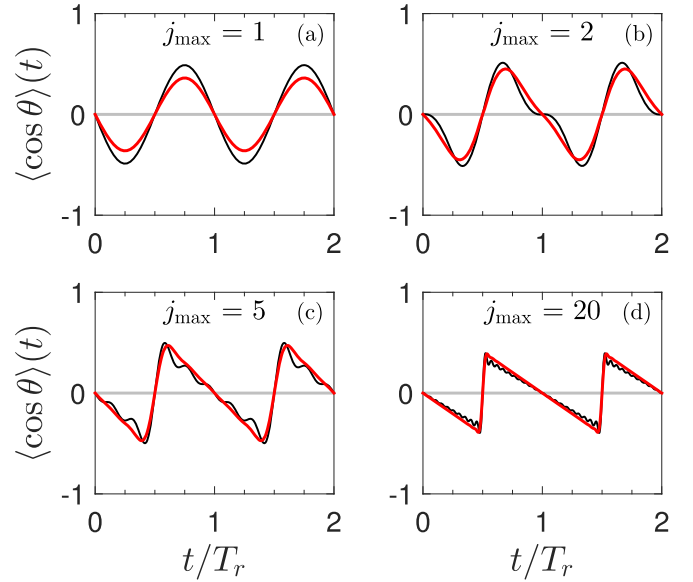 1
j_max = 1 (a)
0
-1
0 1 2
⟨cos θ⟩(t)
j_max = 2 (b)
1
0
-1
0 1 2
1
j_max = 5 (c)
0
-1
0 1 2
⟨cos θ⟩(t)
t/T_r
j_max = 20 (d)
1
0
-1
0 1 2
t/T_r